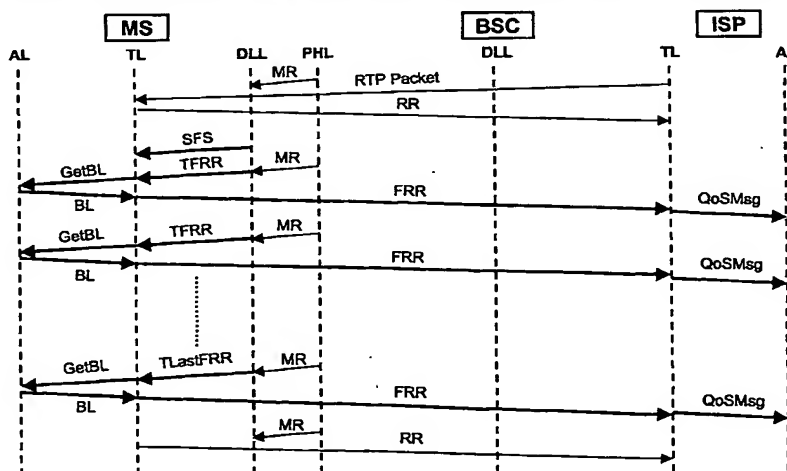 MS BSC ISP
AL TL DLL PHL DLL TL A
MR
RTP Packet
RR
SFS
GetBL TFRR MR
BL FRR QoSMsg
GetBL TFRR MR
BL FRR QoSMsg
GetBL TLastFRR MR
BL FRR QoSMsg
MR
RR